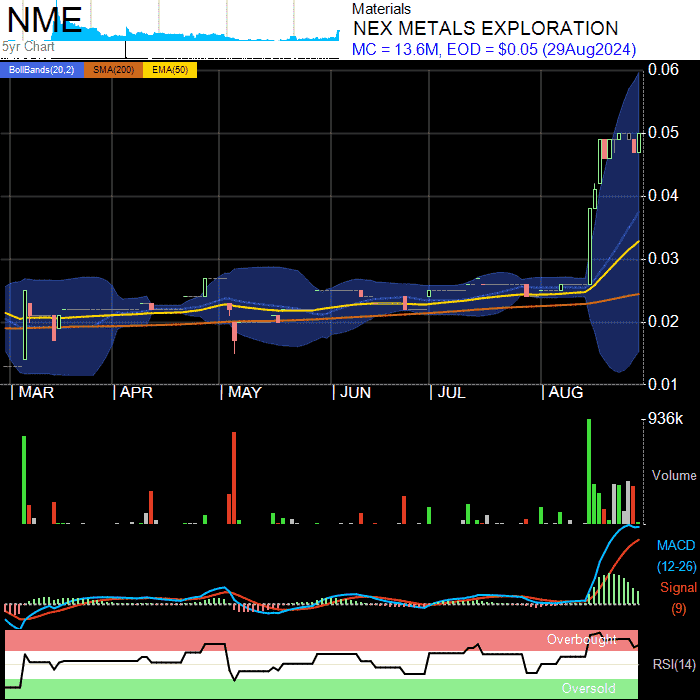 NME
5yr Chart
Materials
NEX METALS EXPLORATION
MC = 13.6M, EOD = $0.05 (29Aug2024)
BollBands(20,2) SMA(200) EMA(50)
0.06
0.05
0.04
0.03
0.02
0.01
MAR APR MAY JUN JUL AUG
936k
Volume
MACD
(12-26)
Signal
(9)
Overbought
RSI(14)
Oversold